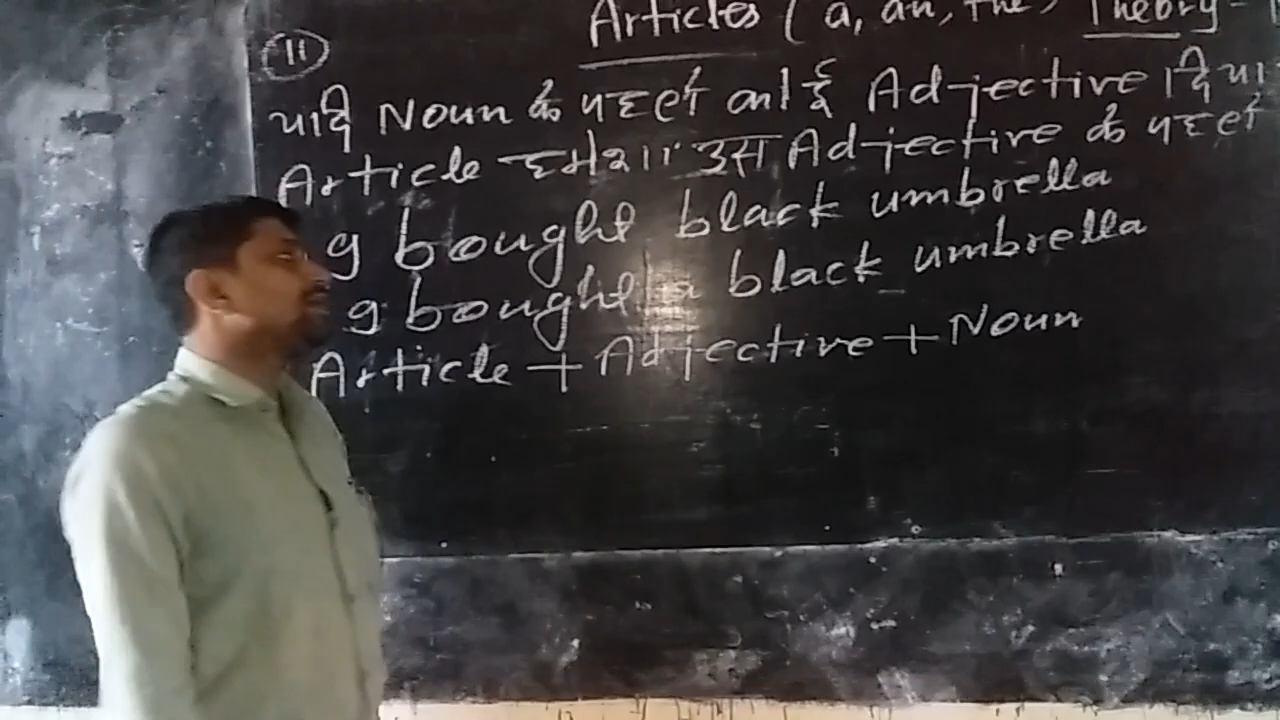 Articles (a, an, the) Theory-
(11)
यदि Noun के पहले कोई Adjective दिया
Article हमेशा उस Adjective के पहले
I bought black umbrella
I bought a black umbrella
Article + Adjective + Noun